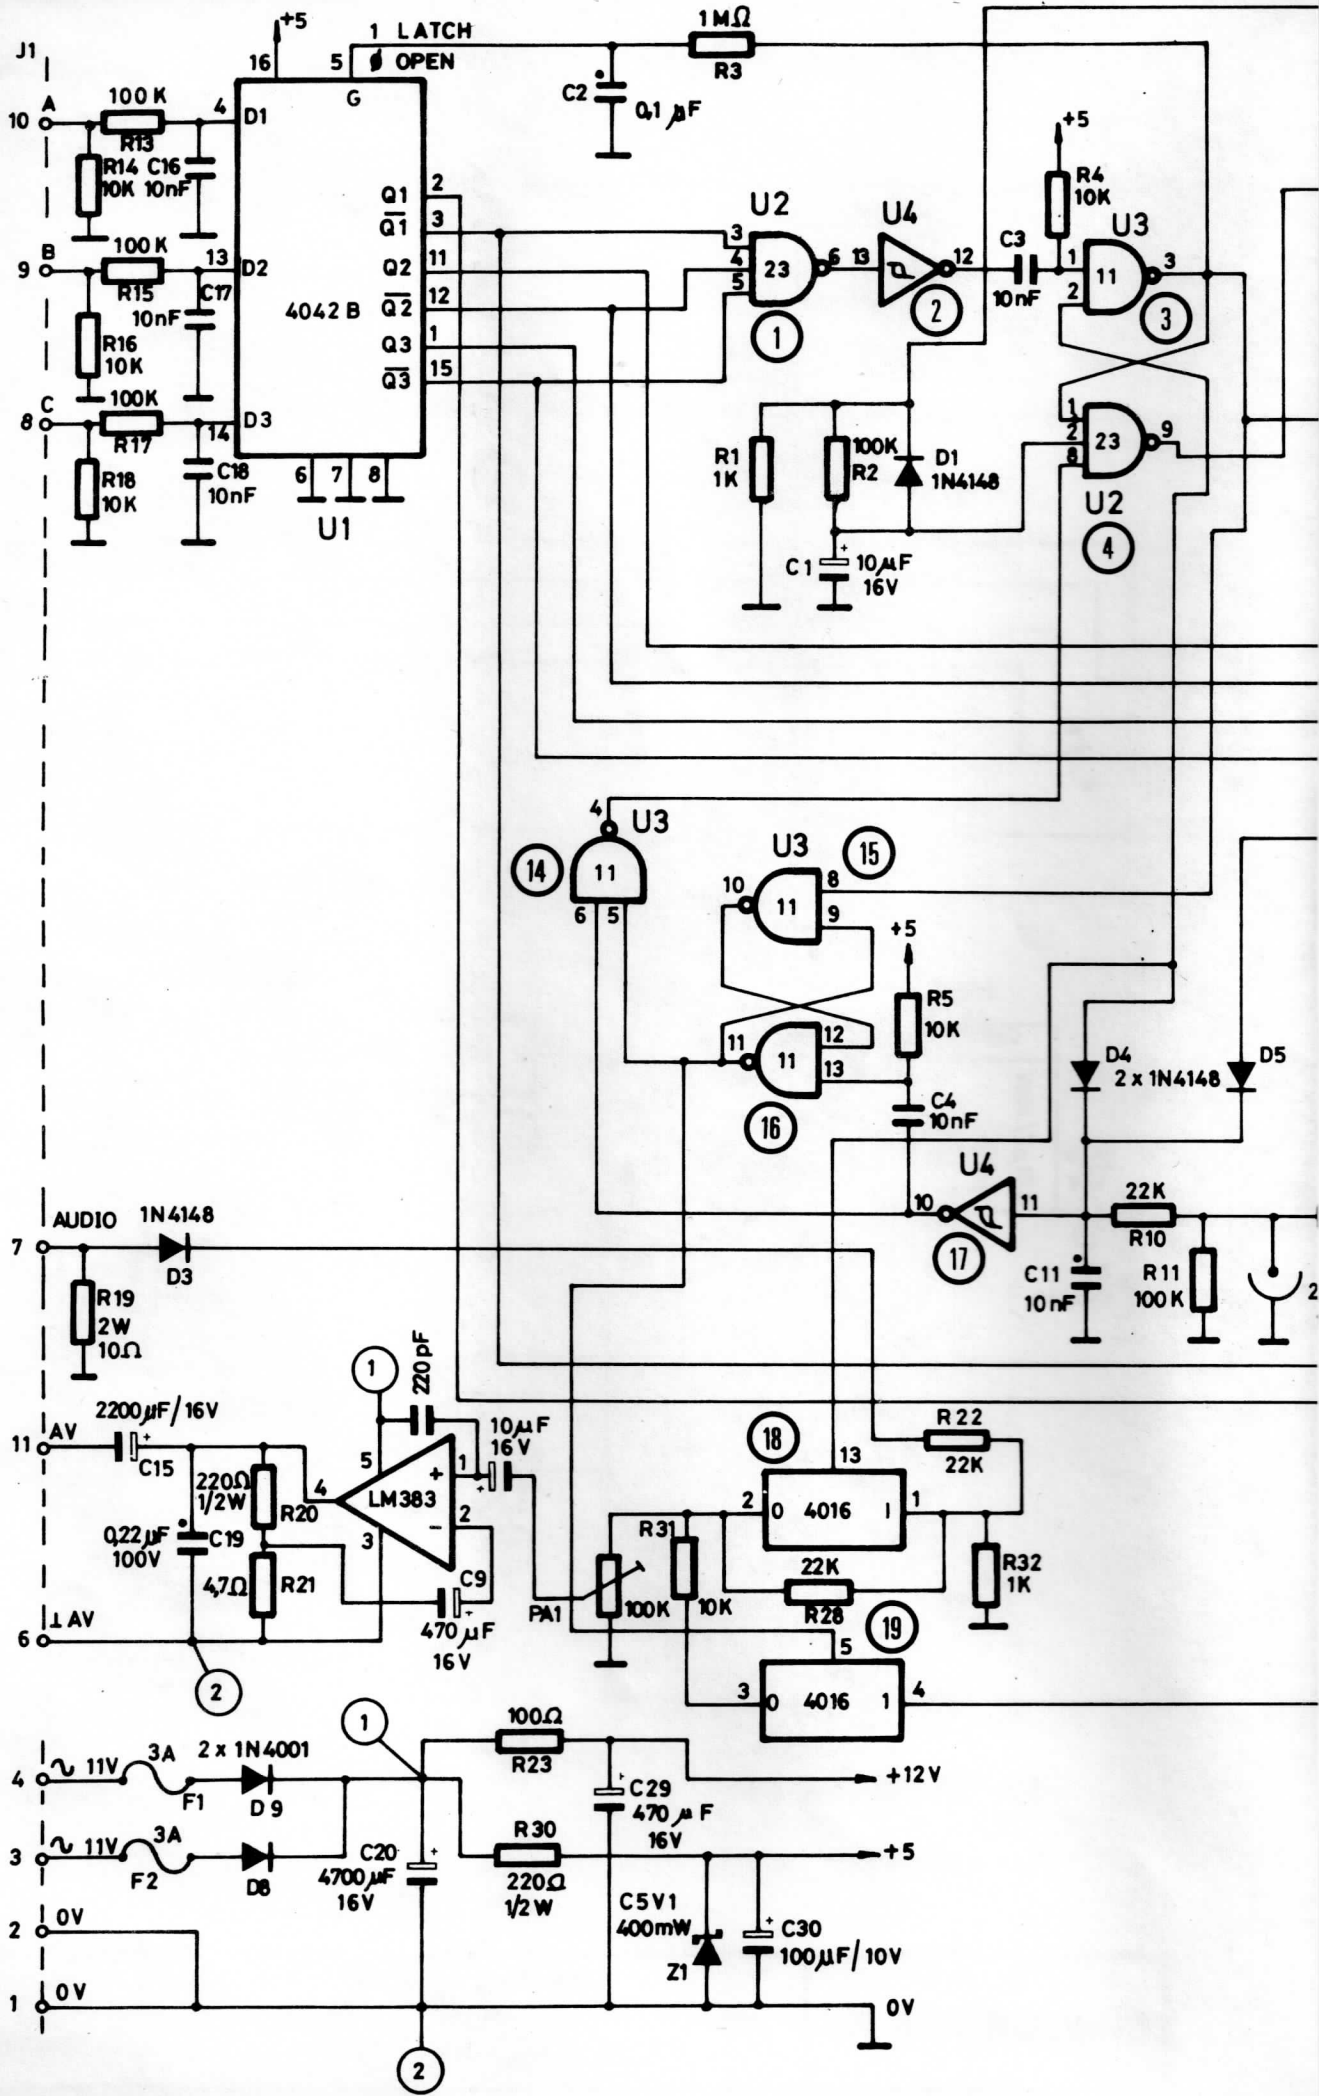 +5
1 LATCH
Ø OPEN
J1
16
5
G
1 MΩ
R3
C2
0,1 µF
10
A
100 K
R13
4
D1
R14
10K
C16
10nF
9
B
100 K
R15
13
D2
C17
10nF
R16
10K
8
C
100K
R17
14
D3
R18
10K
C18
10nF
4042 B
Q1
2
Q̅1̅
3
Q2
11
Q̅2̅
12
Q3
1
Q̅3̅
15
6
7
8
U1
U2
3
4
5
23
6
1
U4
13
12
2
C3
10nF
+5
R4
10K
U3
1
2
11
3
3
1
2
8
23
9
U2
4
R1
1K
100K
R2
D1
1N4148
C1
+
10µF
16V
4
U3
14
11
6
5
U3
15
10
11
8
9
+5
R5
10K
11
11
12
13
16
C4
10nF
D4
2 x 1N4148
D5
U4
10
11
17
22K
R10
C11
10nF
R11
100K
2
AUDIO
7
1N4148
D3
R19
2W
10Ω
1
220pF
2200µF/16V
11
AV
+
C15
220Ω
1/2W
R20
4
5
LM383
+
1
−
2
3
10µF
16V
+
0,22µF
100V
C19
4,7Ω
R21
C9
+
470µF
16V
⊥ AV
6
2
PA1
100K
R31
10K
18
13
2
O
4016
I
1
R22
22K
22K
R28
R32
1K
19
5
3
O
4016
1
4
1
100Ω
R23
4
∿ 11V
3A
F1
2 x 1N4001
D9
+12V
+
C29
470µF
16V
3
∿ 11V
3A
F2
D8
C20
+
4700µF
16V
R30
220Ω
1/2W
+5
C5V1
400mW
Z1
+
C30
100µF/10V
2
0V
1
0V
0V
2